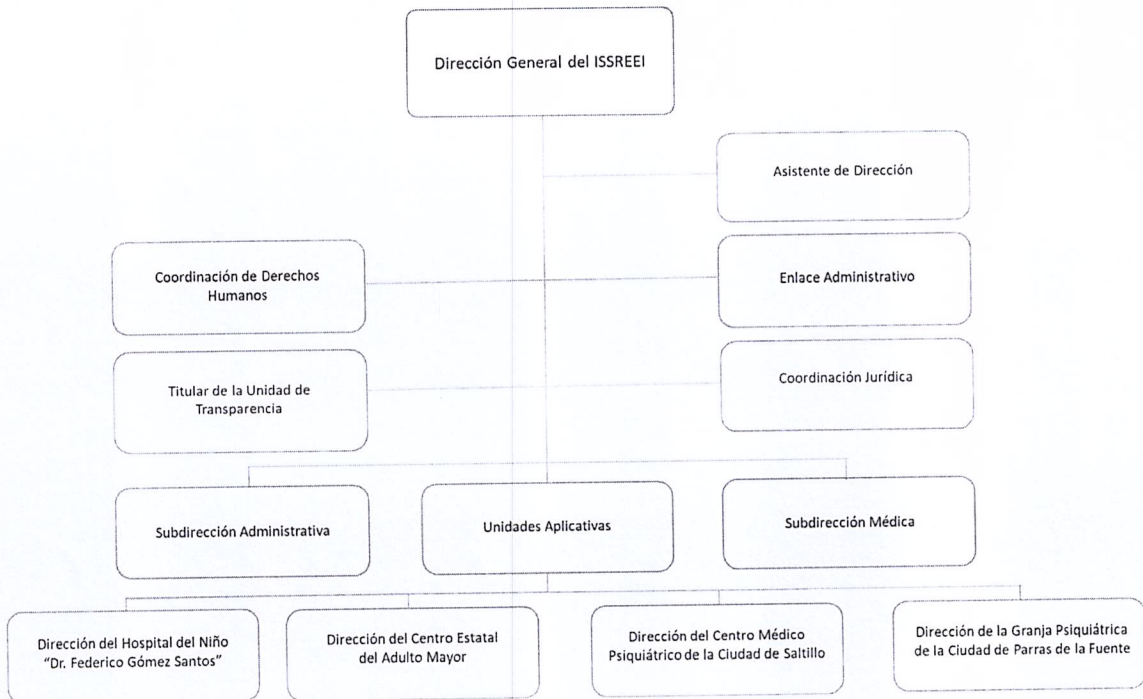 Dirección General del ISSREEI
Asistente de Dirección
Coordinación de Derechos
Humanos
Enlace Administrativo
Titular de la Unidad de
Transparencia
Coordinación Jurídica
Subdirección Administrativa
Unidades Aplicativas
Subdirección Médica
Dirección del Hospital del Niño
“Dr. Federico Gómez Santos”
Dirección del Centro Estatal
del Adulto Mayor
Dirección del Centro Médico
Psiquiátrico de la Ciudad de Saltillo
Dirección de la Granja Psiquiátrica
de la Ciudad de Parras de la Fuente